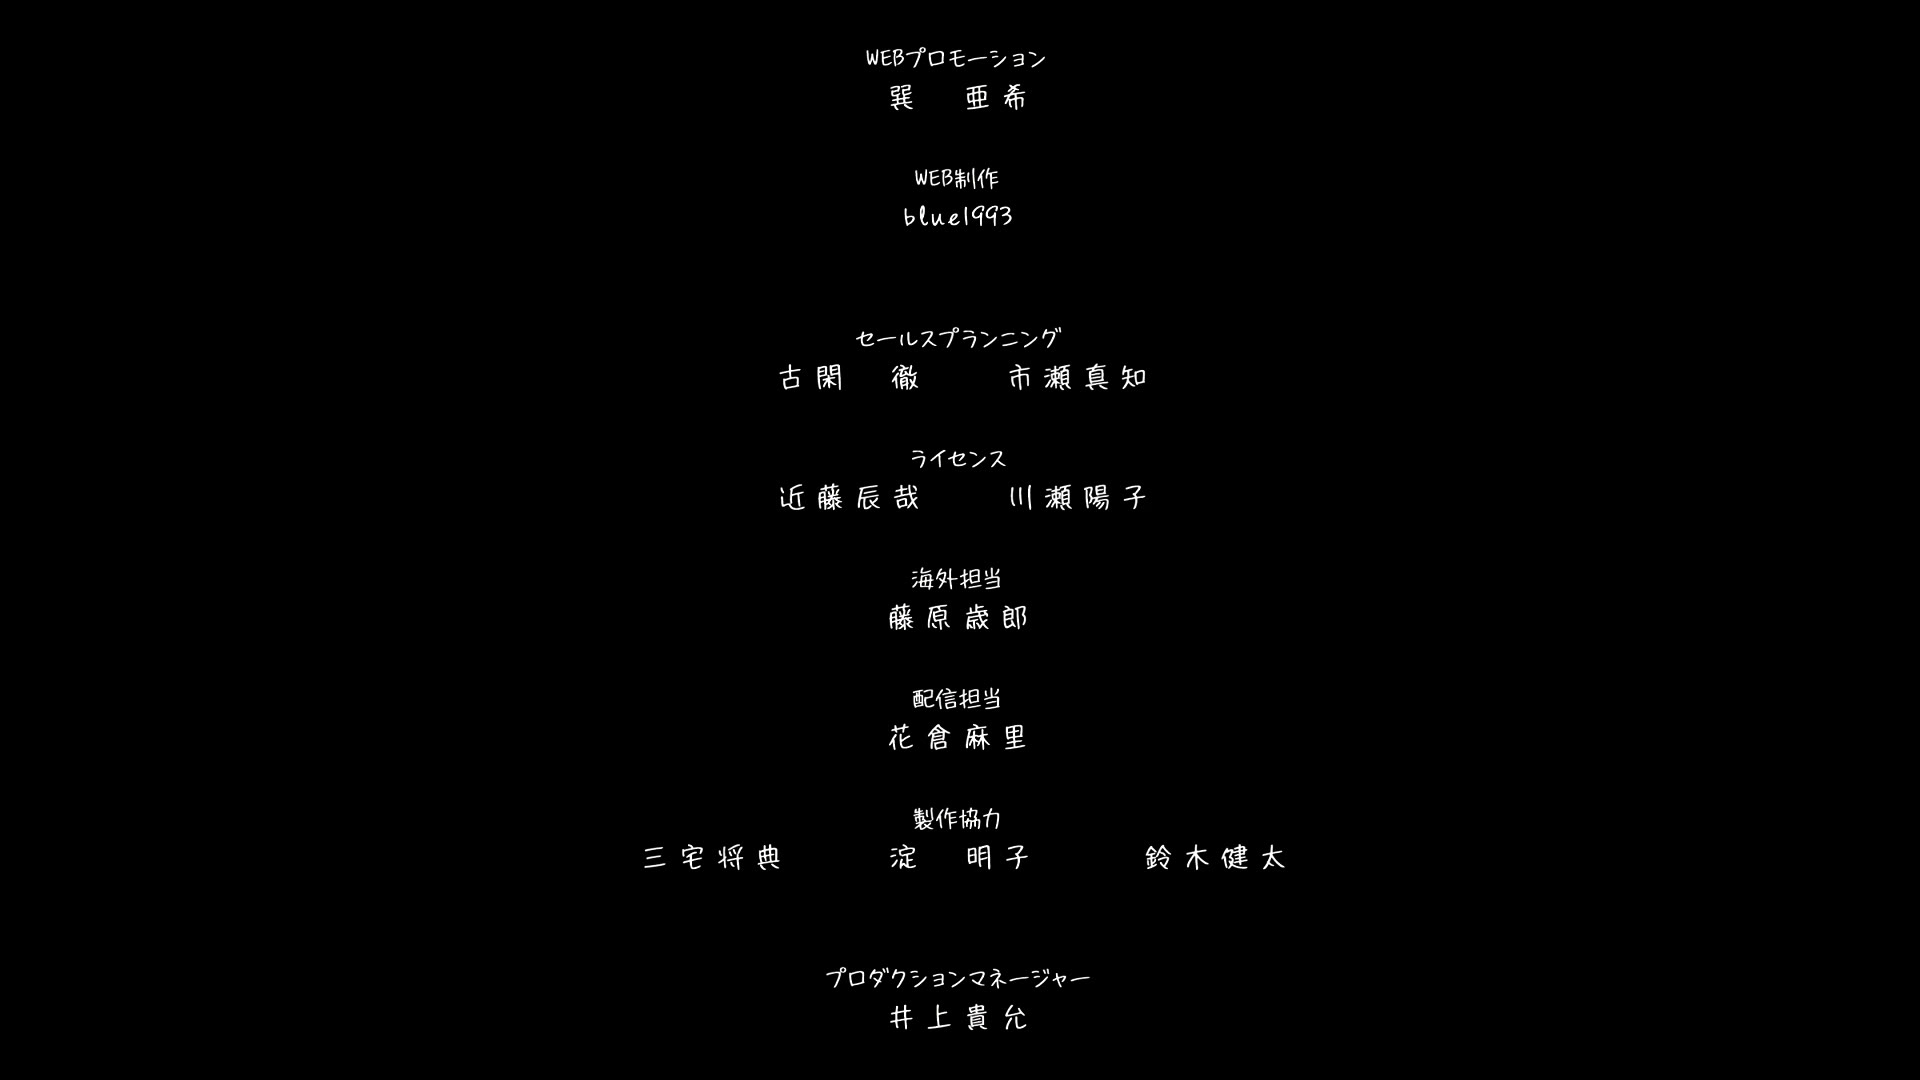 WEBプロモーション
巽　亜希
WEB制作
blue1993
セールスプランニング
古閑　徹　　市瀬真知
ライセンス
近藤辰哉　　川瀬陽子
海外担当
藤原歳郎
配信担当
花倉麻里
製作協力
三宅将典　　淀　明子　　鈴木健太
プロダクションマネージャー
井上貴允